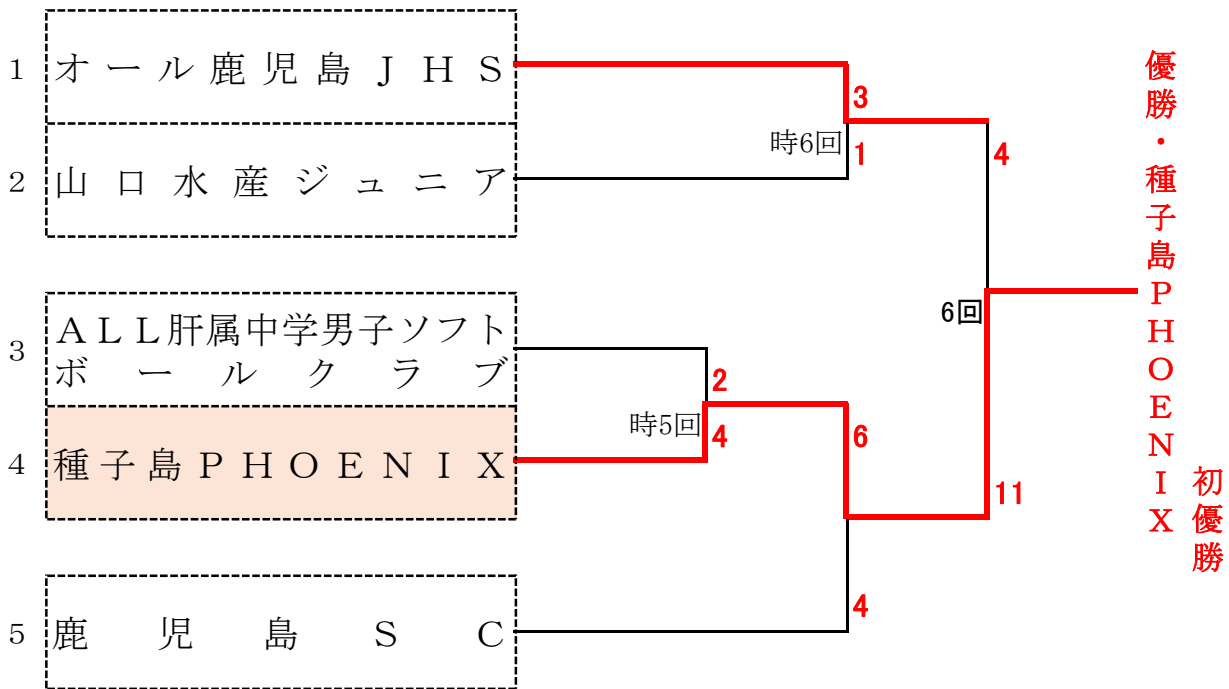 1 オール鹿児島ＪＨＳ
2 山口水産ジュニア
3 ＡＬＬ肝属中学男子ソフト
ボールクラブ
4 種子島ＰＨＯＥＮＩＸ
5 鹿児島ＳＣ
3
時6回
1
2
時5回
4
6
4
4
6回
11
優勝・種子島ＰＨＯＥＮＩＸ
初優勝